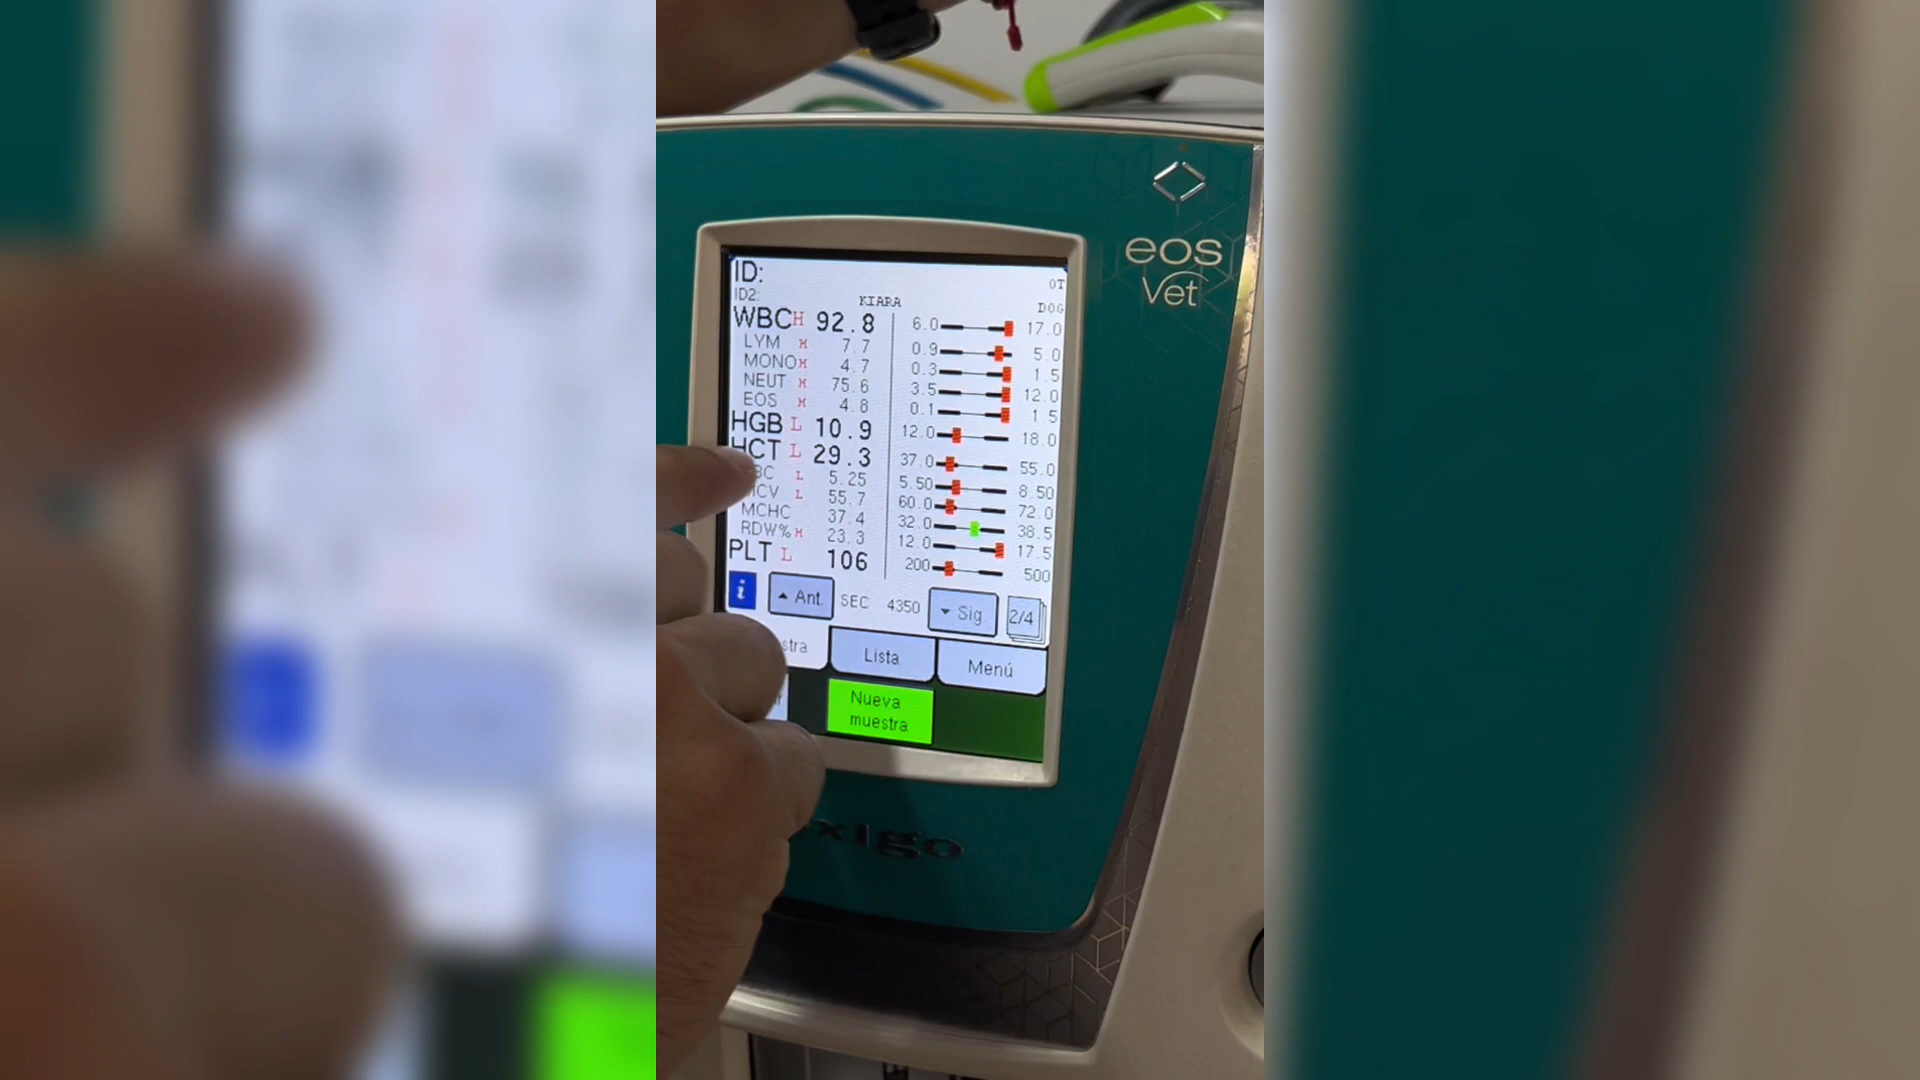 eos
Vet
ID:
OT
ID2:
KIARA
DOG
WBC H 92.8 6.0 17.0
LYM H 7.7 0.9 5.0
MONO H 4.7 0.3 1.5
NEUT H 75.6 3.5 12.0
EOS H 4.8 0.1 1.5
HGB L 10.9 12.0 18.0
HCT L 29.3 37.0 55.0
BC L 5.25 5.50 8.50
MCV L 55.7 60.0 72.0
MCHC 37.4 32.0 38.5
RDW% H 23.3 12.0 17.5
PLT L 106 200 500
i Ant. SEC 4350 Sig 2/4
stra Lista Menú
Nueva
muestra
xigo